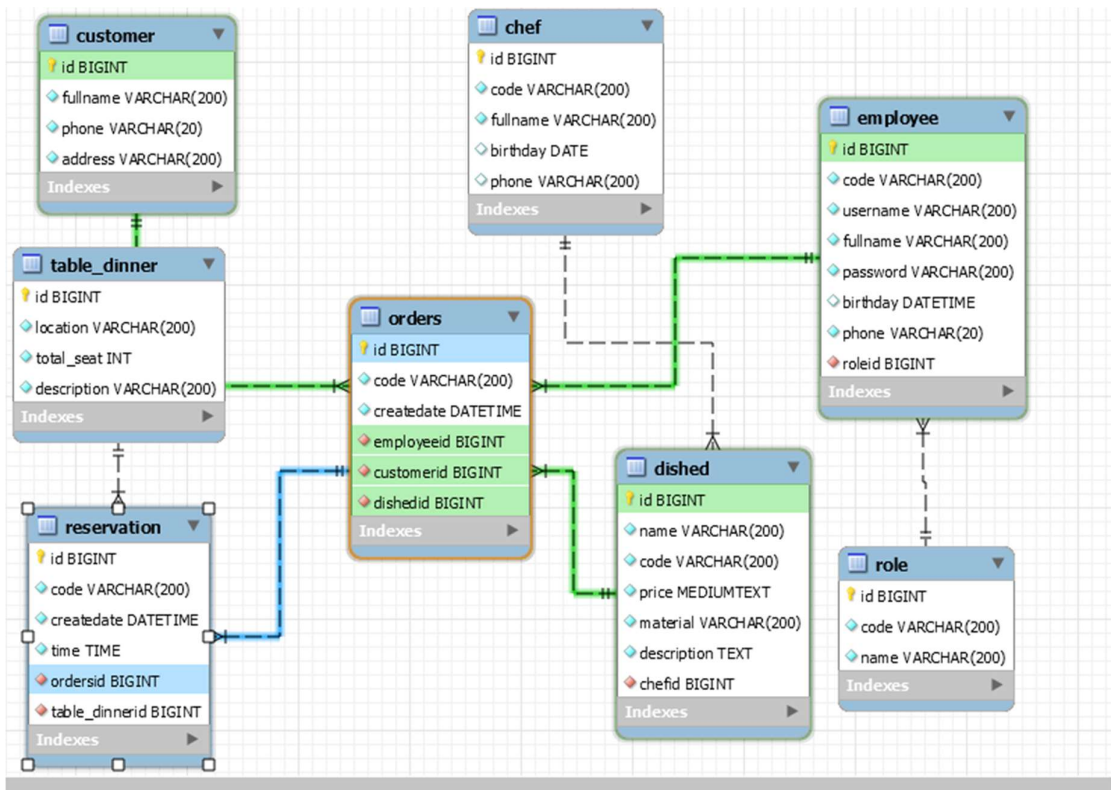 customer
id BIGINT
fullname VARCHAR(200)
phone VARCHAR(20)
address VARCHAR(200)
Indexes
chef
id BIGINT
code VARCHAR(200)
fullname VARCHAR(200)
birthday DATE
phone VARCHAR(200)
Indexes
employee
id BIGINT
code VARCHAR(200)
username VARCHAR(200)
fullname VARCHAR(200)
password VARCHAR(200)
birthday DATETIME
phone VARCHAR(20)
roleid BIGINT
Indexes
table_dinner
id BIGINT
location VARCHAR(200)
total_seat INT
description VARCHAR(200)
Indexes
orders
id BIGINT
code VARCHAR(200)
createdate DATETIME
employeeid BIGINT
customerid BIGINT
dishedid BIGINT
Indexes
dished
id BIGINT
name VARCHAR(200)
code VARCHAR(200)
price MEDIUMTEXT
material VARCHAR(200)
description TEXT
chefid BIGINT
Indexes
reservation
id BIGINT
code VARCHAR(200)
createdate DATETIME
time TIME
ordersid BIGINT
table_dinnerid BIGINT
Indexes
role
id BIGINT
code VARCHAR(200)
name VARCHAR(200)
Indexes